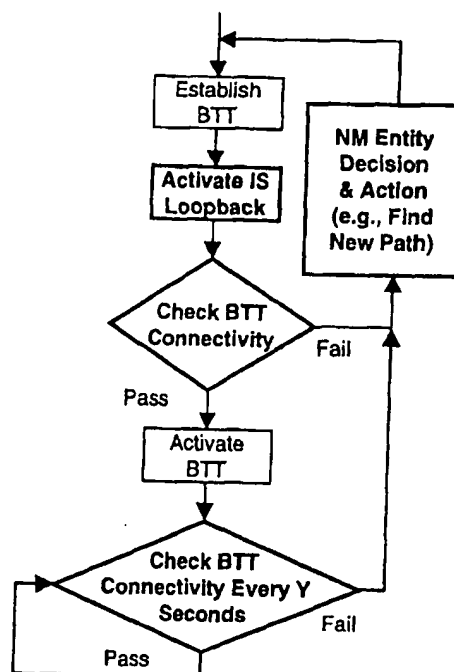 Establish
BTT
NM Entity
Decision
& Action
(e.g., Find
New Path)
Activate IS
Loopback
Check BTT
Connectivity
Fail
Pass
Activate
BTT
Check BTT
Connectivity Every Y
Seconds
Fail
Pass